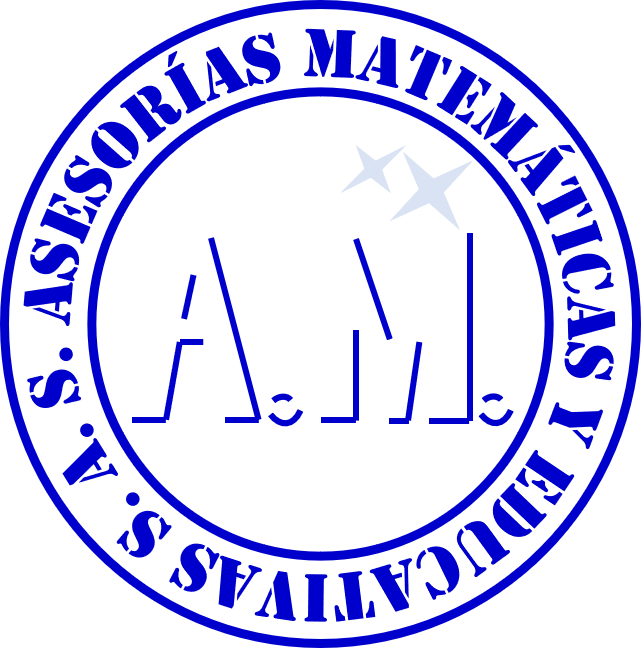 ASESORÍAS MATEMÁTICAS Y EDUCATIVAS S. A. S.
A.M.